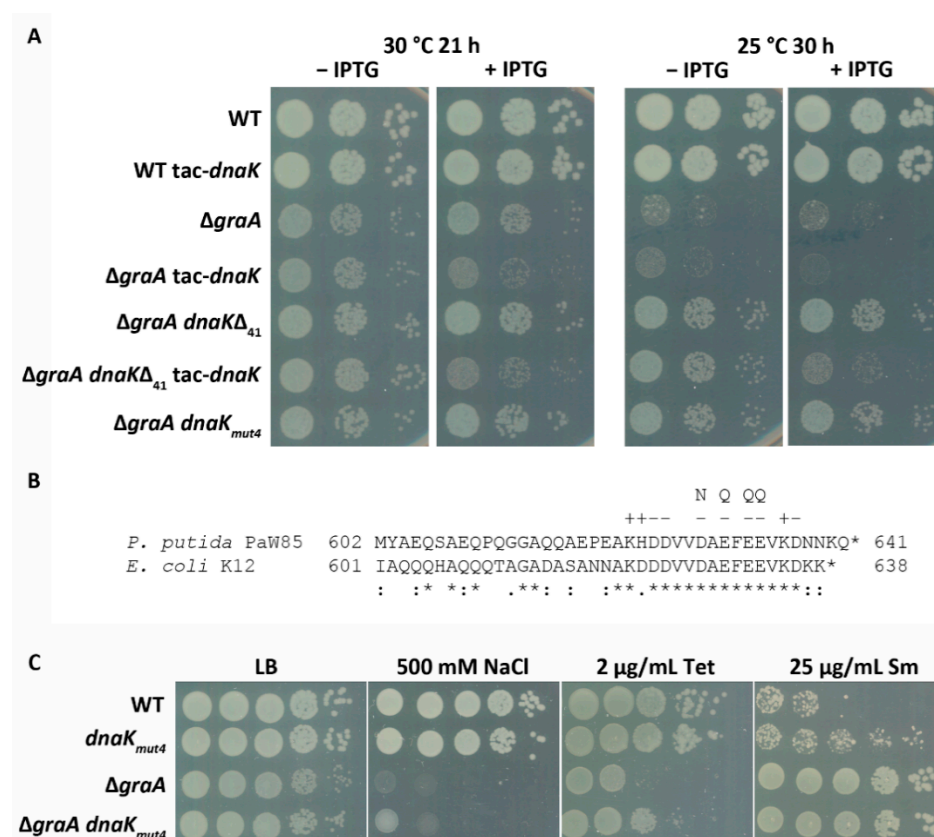 A
30 °C 21 h 25 °C 30 h
– IPTG + IPTG – IPTG + IPTG
WT
WT tac-dnaK
ΔgraA
ΔgraA tac-dnaK
ΔgraA dnaKΔ41
ΔgraA dnaKΔ41 tac-dnaK
ΔgraA dnaKmut4
B
N Q QQ
++-- - - -- +-
P. putida PaW85 602 MYAEQSAEQPQGGAQQAEPEAKHDDVVDAEFEEVKDNNKQ* 641
E. coli K12 601 IAQQQHAQQQTAGADASANNAKDDDVVDAEFEEVKDKK* 638
: :* *:* .** : : :**.*************::
C
LB 500 mM NaCl 2 μg/mL Tet 25 μg/mL Sm
WT
dnaKmut4
ΔgraA
ΔgraA dnaKmut4